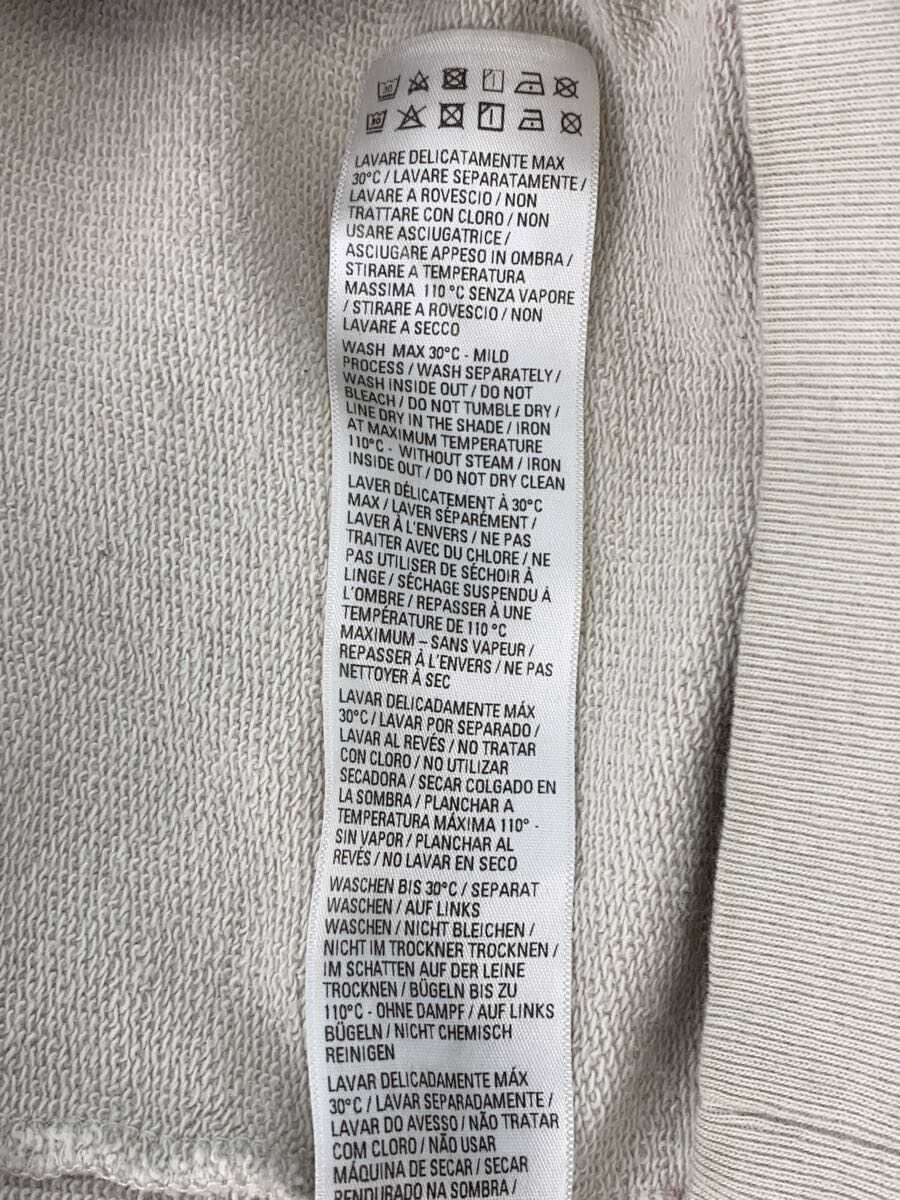 30
30
LAVARE DELICATAMENTE MAX
30°C / LAVARE SEPARATAMENTE /
LAVARE A ROVESCIO / NON
TRATTARE CON CLORO / NON
USARE ASCIUGATRICE /
ASCIUGARE APPESO IN OMBRA /
STIRARE A TEMPERATURA
MASSIMA 110 °C SENZA VAPORE
/ STIRARE A ROVESCIO / NON
LAVARE A SECCO
WASH MAX 30°C - MILD
PROCESS / WASH SEPARATELY /
WASH INSIDE OUT / DO NOT
BLEACH / DO NOT TUMBLE DRY /
LINE DRY IN THE SHADE / IRON
AT MAXIMUM TEMPERATURE
110°C - WITHOUT STEAM / IRON
INSIDE OUT / DO NOT DRY CLEAN
LAVER DÉLICATEMENT À 30°C
MAX / LAVER SÉPARÉMENT /
LAVER À L'ENVERS / NE PAS
TRAITER AVEC DU CHLORE / NE
PAS UTILISER DE SÉCHOIR À
LINGE / SÉCHAGE SUSPENDU À
L'OMBRE / REPASSER À UNE
TEMPÉRATURE DE 110 °C
MAXIMUM – SANS VAPEUR /
REPASSER À L'ENVERS / NE PAS
NETTOYER À SEC
LAVAR DELICADAMENTE MÁX
30°C / LAVAR POR SEPARADO /
LAVAR AL REVÉS / NO TRATAR
CON CLORO / NO UTILIZAR
SECADORA / SECAR COLGADO EN
LA SOMBRA / PLANCHAR A
TEMPERATURA MÁXIMA 110° -
SIN VAPOR / PLANCHAR AL
REVÉS / NO LAVAR EN SECO
WASCHEN BIS 30°C / SEPARAT
WASCHEN / AUF LINKS
WASCHEN / NICHT BLEICHEN /
NICHT IM TROCKNER TROCKNEN /
IM SCHATTEN AUF DER LEINE
TROCKNEN / BÜGELN BIS ZU
110°C - OHNE DAMPF / AUF LINKS
BÜGELN / NICHT CHEMISCH
REINIGEN
LAVAR DELICADAMENTE MÁX
30°C / LAVAR SEPARADAMENTE /
LAVAR DO AVESSO / NÃO TRATAR
COM CLORO / NÃO USAR
MÁQUINA DE SECAR / SECAR
PENDURADO NA SOMBRA /